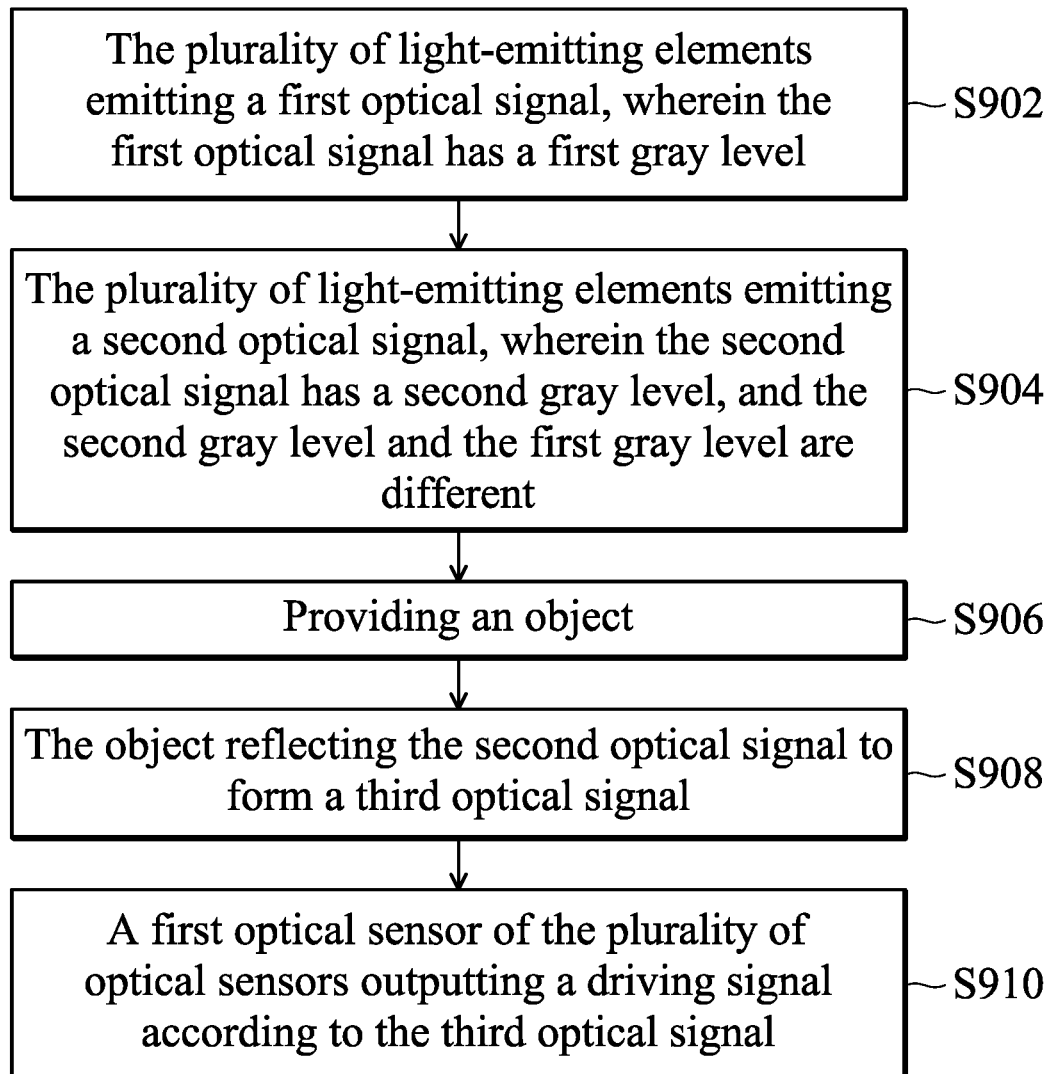 The plurality of light-emitting elements
emitting a first optical signal, wherein the
first optical signal has a first gray level
S902
The plurality of light-emitting elements emitting
a second optical signal, wherein the second
optical signal has a second gray level, and the
second gray level and the first gray level are
different
S904
Providing an object
S906
The object reflecting the second optical signal to
form a third optical signal
S908
A first optical sensor of the plurality of
optical sensors outputting a driving signal
according to the third optical signal
S910